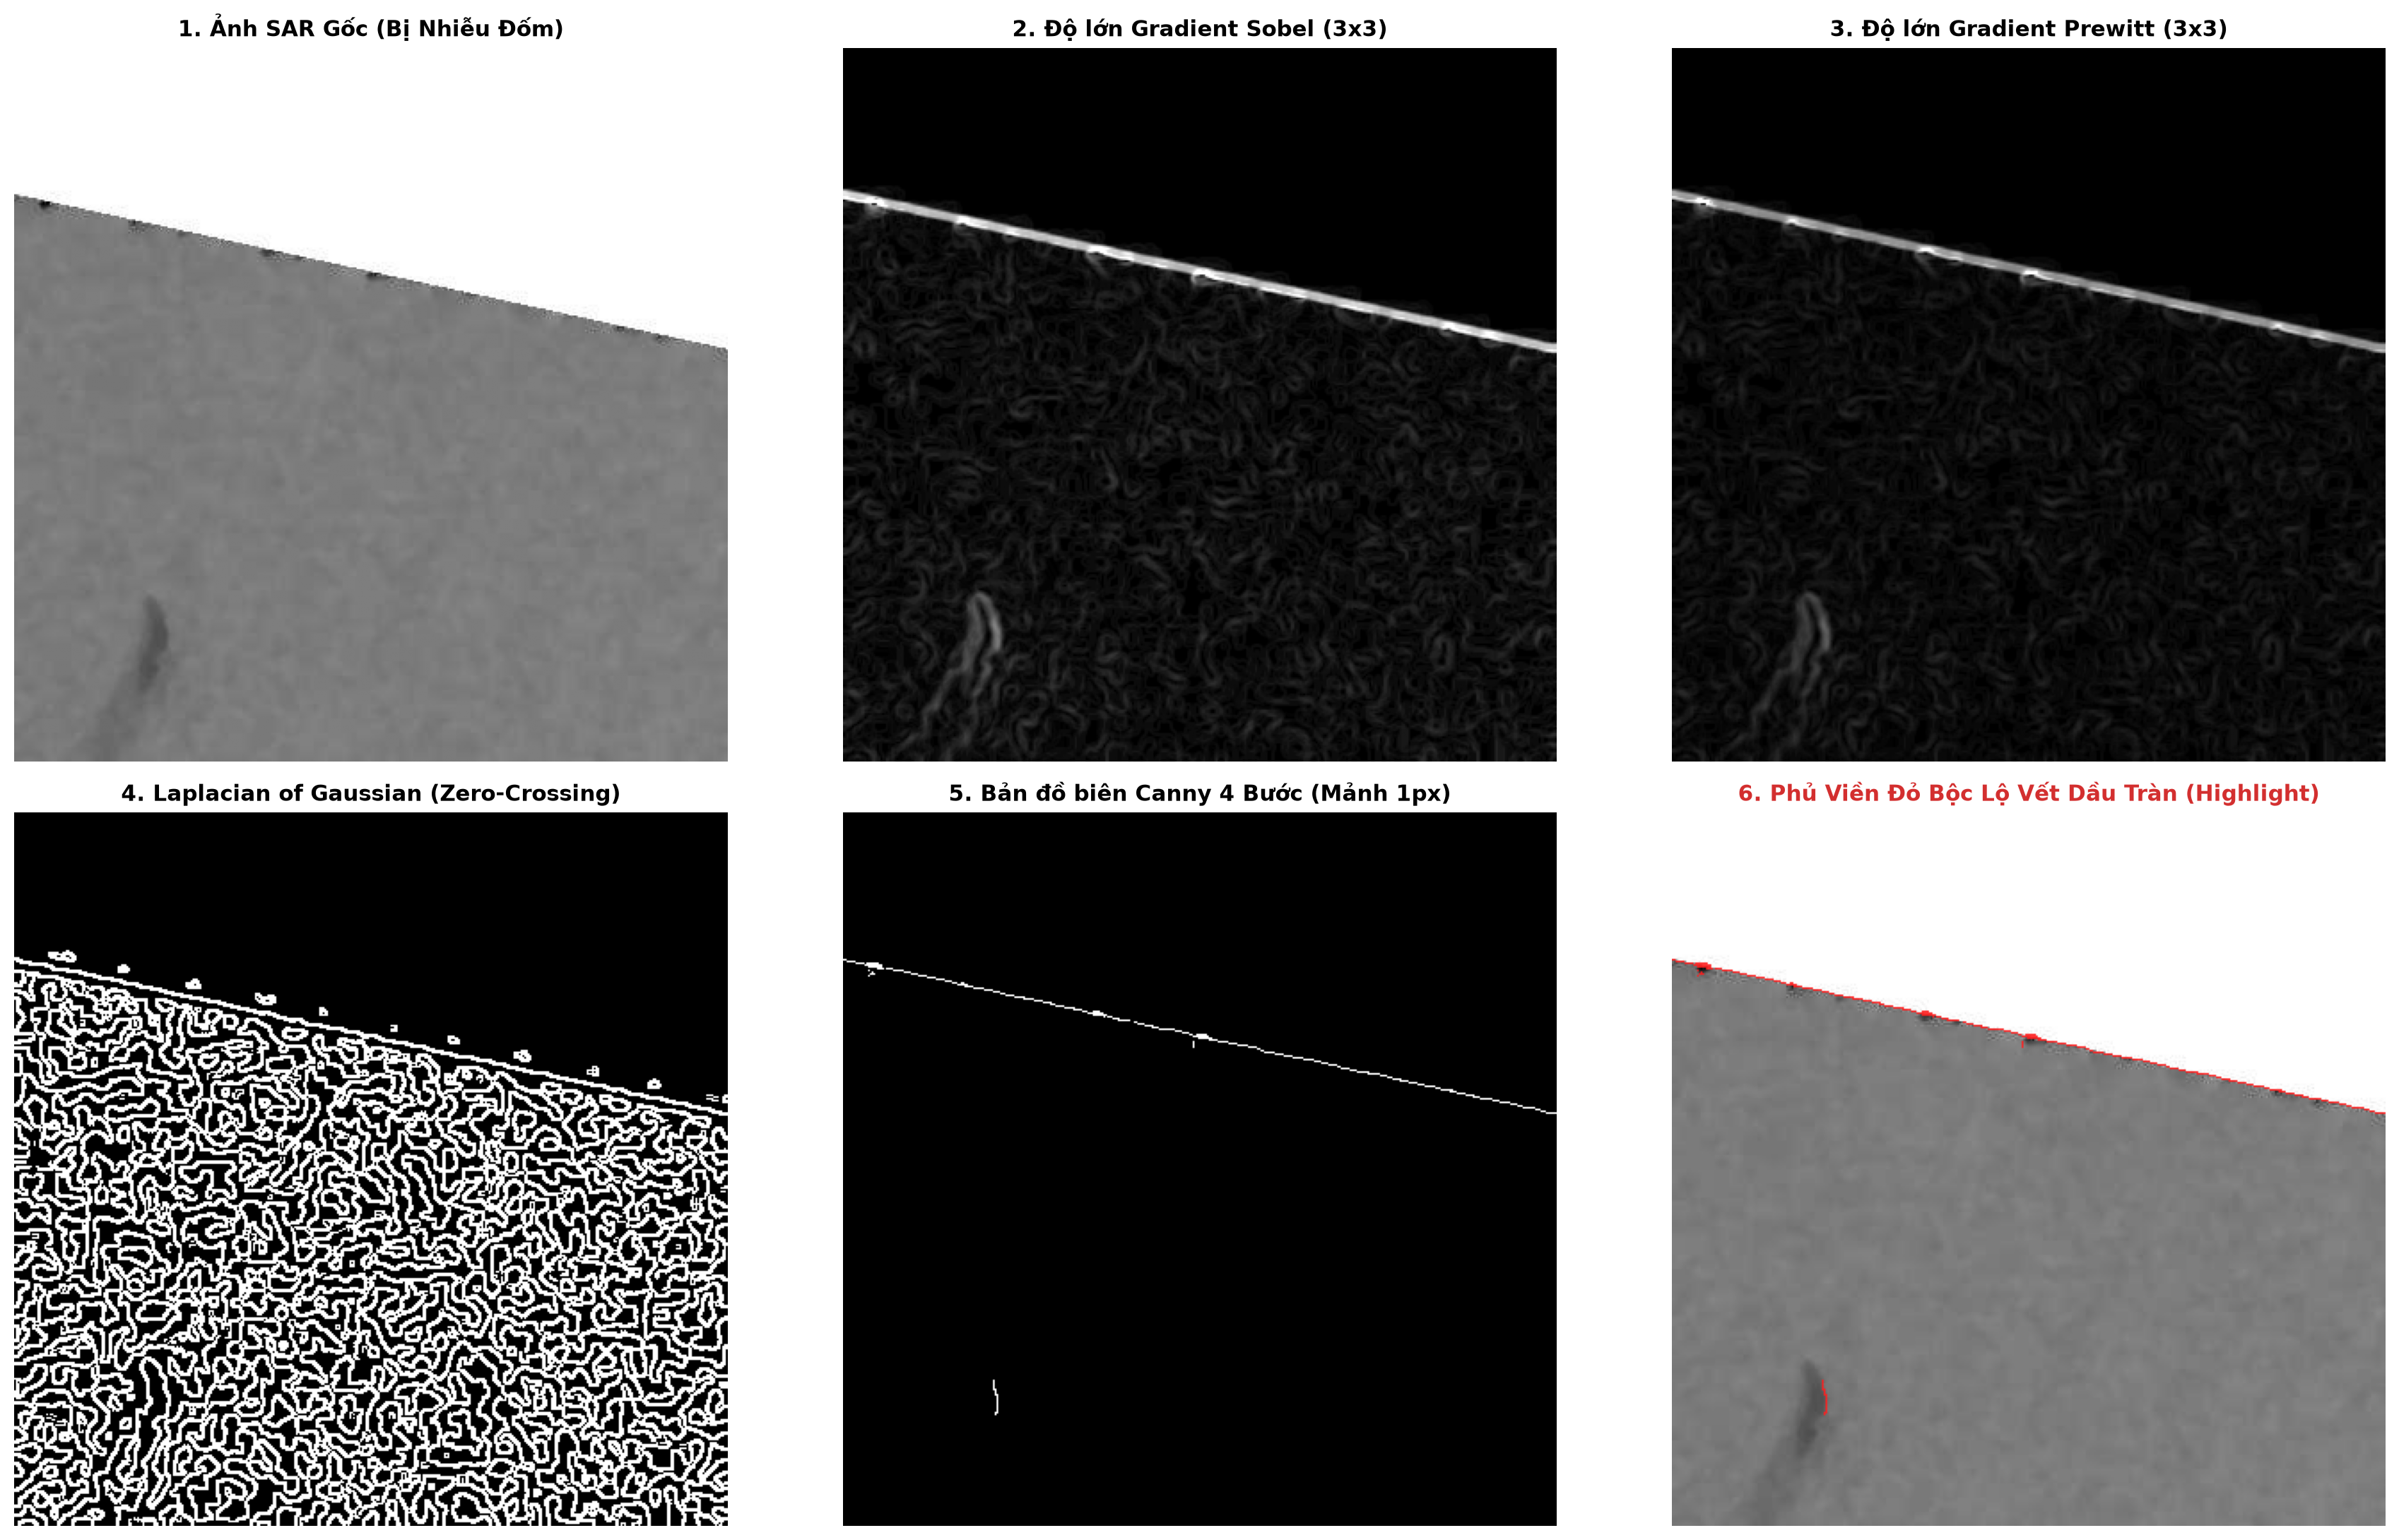 1. Ảnh SAR Gốc (Bị Nhiễu Đốm)
2. Độ lớn Gradient Sobel (3x3)
3. Độ lớn Gradient Prewitt (3x3)
4. Laplacian of Gaussian (Zero-Crossing)
5. Bản đồ biên Canny 4 Bước (Mảnh 1px)
6. Phủ Viền Đỏ Bộc Lộ Vết Dầu Tràn (Highlight)